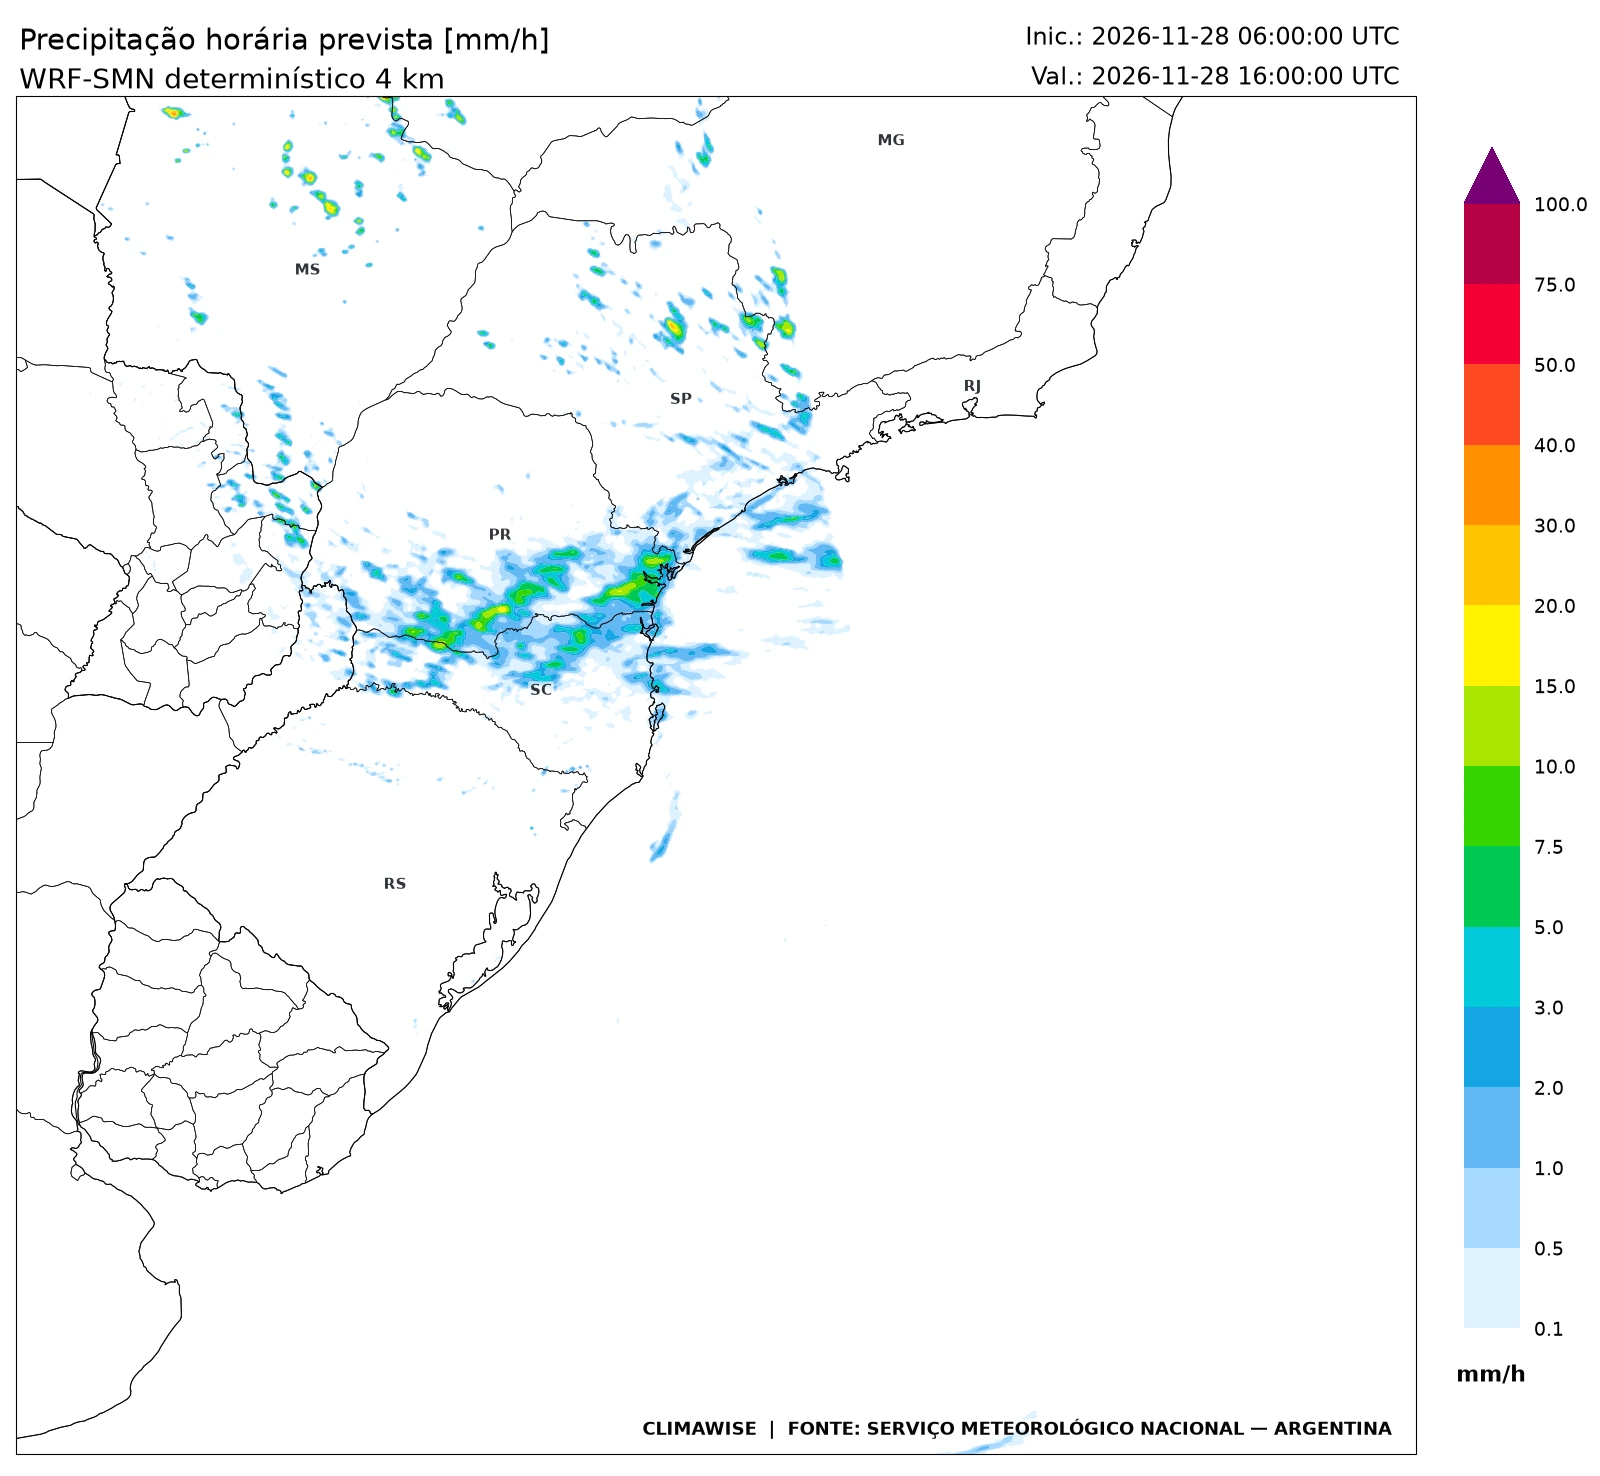 Precipitação horária prevista [mm/h]
WRF-SMN determinístico 4 km
Inic.: 2026-11-28 06:00:00 UTC
Val.: 2026-11-28 16:00:00 UTC
MG
MS
RJ
SP
PR
SC
RS
100.0
75.0
50.0
40.0
30.0
20.0
15.0
10.0
7.5
5.0
3.0
2.0
1.0
0.5
0.1
mm/h
CLIMAWISE | FONTE: SERVIÇO METEOROLÓGICO NACIONAL — ARGENTINA